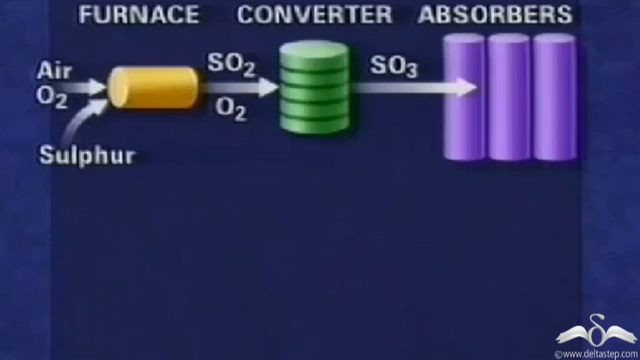 FURNACE CONVERTER ABSORBERS
Air
O2
SO2
O2
SO3
Sulphur
©www.deltastep.com